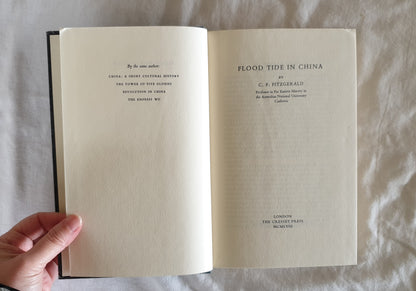 By the same author:
CHINA: A SHORT CULTURAL HISTORY
THE TOWER OF FIVE GLORIES
REVOLUTION IN CHINA
THE EMPRESS WU
FLOOD TIDE IN CHINA
BY
C. P. FITZGERALD
Professor in Far Eastern History in
the Australian National University
Canberra
LONDON
THE CRESSET PRESS
MCMLVIII